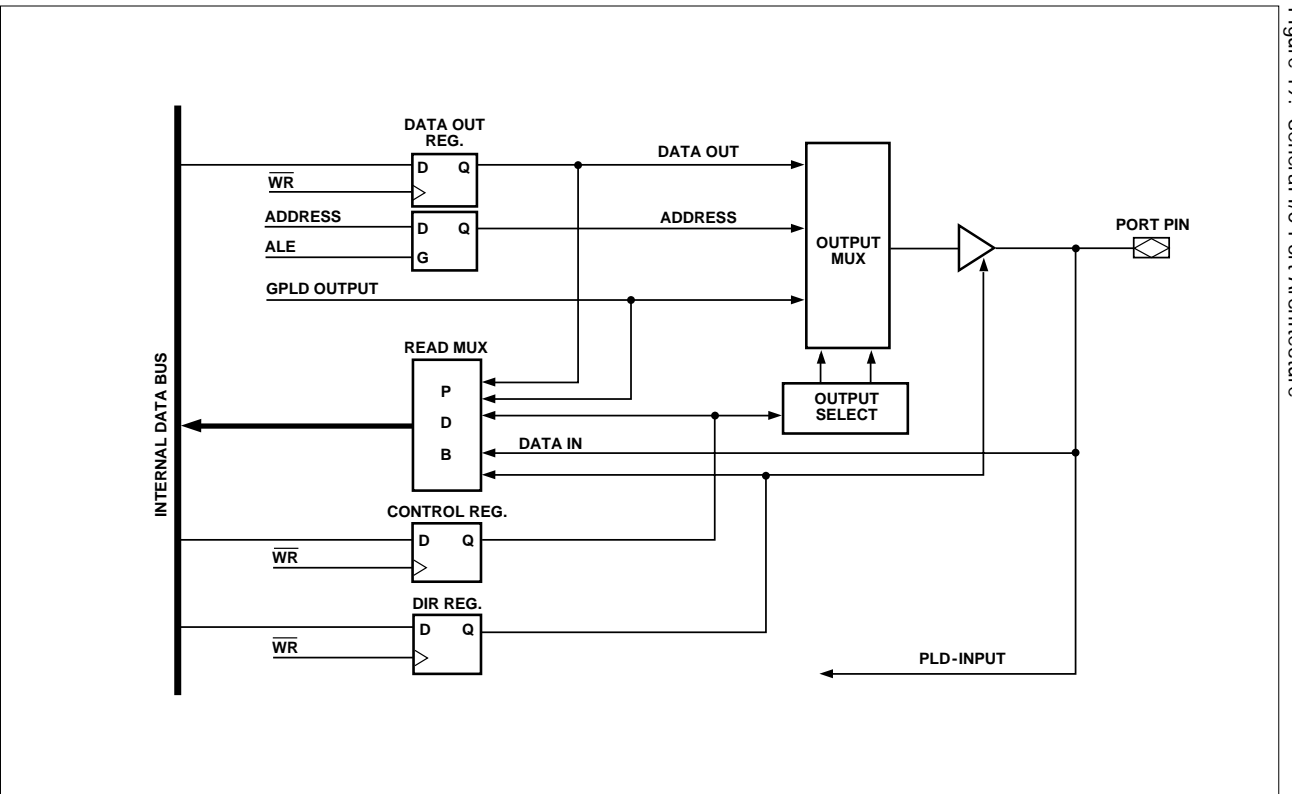 DATA OUT
REG.
D Q
WR
DATA OUT
ADDRESS
D Q
ADDRESS
ALE
G
OUTPUT
MUX
PORT PIN
GPLD OUTPUT
READ MUX
P
D
B
OUTPUT
SELECT
DATA IN
INTERNAL DATA BUS
CONTROL REG.
D Q
WR
DIR REG.
D Q
WR
PLD-INPUT